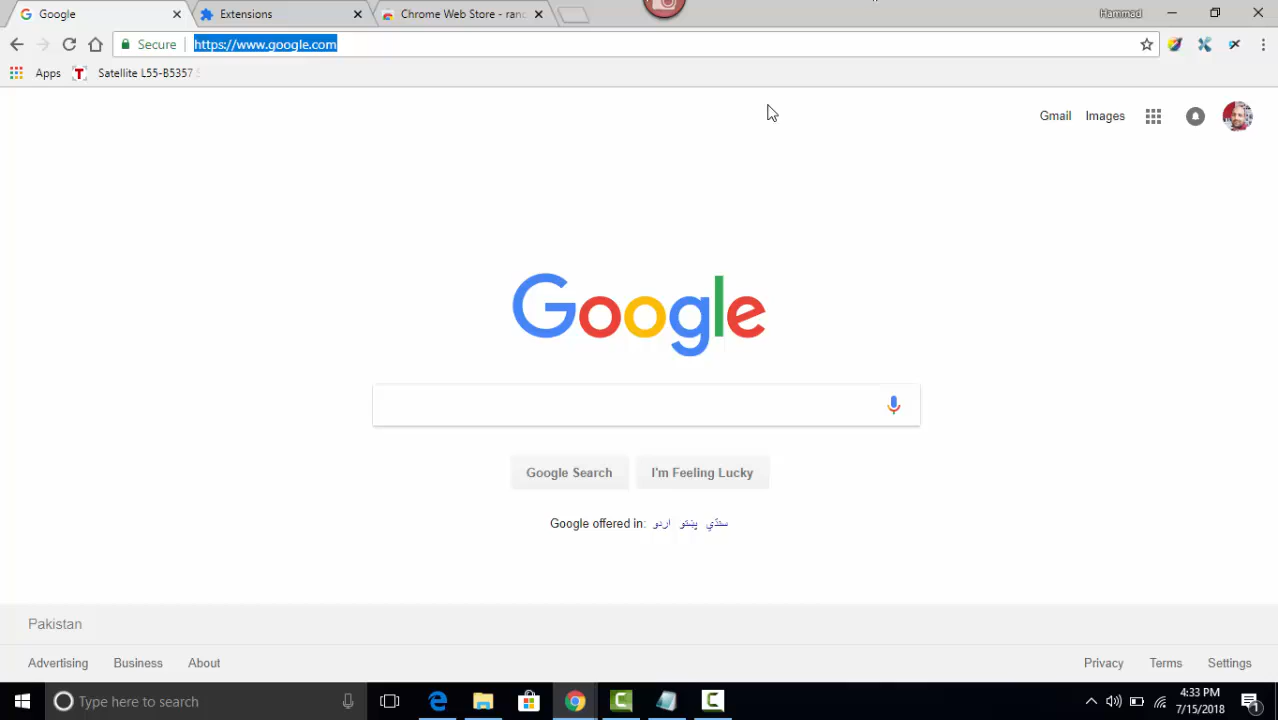 Google
Extensions
Chrome Web Store - ranc
Hammad
Secure
https://www.google.com
Apps
Satellite L55-B5357
Gmail
Images
Google
Google Search
I'm Feeling Lucky
Google offered in: اردو پښتو سنڌي
Pakistan
Advertising
Business
About
Privacy
Terms
Settings
Type here to search
4:33 PM
7/15/2018
1